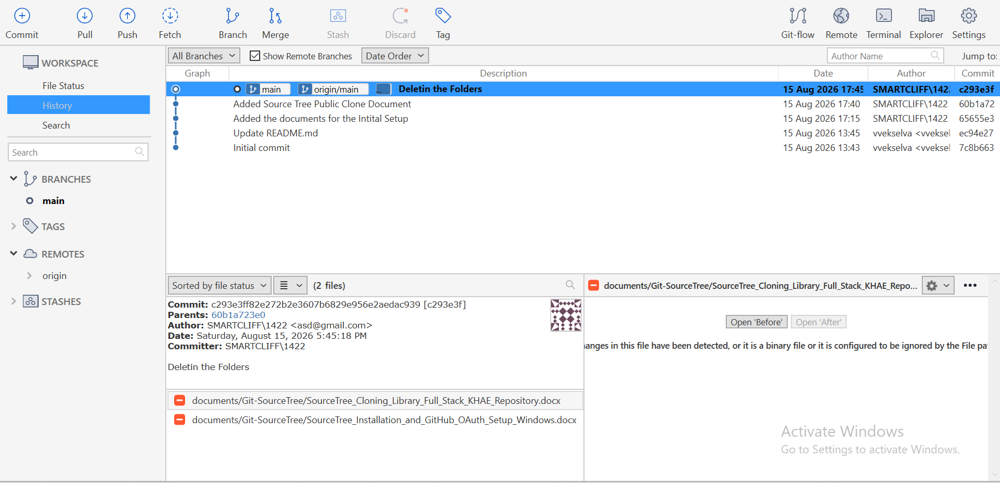 Commit Pull Push Fetch Branch Merge Stash Discard Tag Git-flow Remote Terminal Explorer Settings
WORKSPACE
File Status
History
Search
Search
BRANCHES
main
TAGS
REMOTES
origin
STASHES
All Branches Show Remote Branches Date Order Author Name Jump to:
Graph Description Date Author Commit
main origin/main ... Deletin the Folders 15 Aug 2026 17:45 SMARTCLIFF\1422 c293e3f
Added Source Tree Public Clone Document 15 Aug 2026 17:40 SMARTCLIFF\1422 60b1a72
Added the documents for the Intital Setup 15 Aug 2026 17:15 SMARTCLIFF\1422 65655e3
Update README.md 15 Aug 2026 13:45 vvekselva <vveksel ec94e27
Initial commit 15 Aug 2026 13:43 vvekselva <vveksel 7c8b663
Sorted by file status (2 files)
Commit: c293e3ff82e272b2e3607b6829e956e2aedac939 [c293e3f]
Parents: 60b1a723e0
Author: SMARTCLIFF\1422 <asd@gmail.com>
Date: Saturday, August 15, 2026 5:45:18 PM
Committer: SMARTCLIFF\1422
Deletin the Folders
documents/Git-SourceTree/SourceTree_Cloning_Library_Full_Stack_KHAE_Repository.docx
documents/Git-SourceTree/SourceTree_Installation_and_GitHub_OAuth_Setup_Windows.docx
documents/Git-SourceTree/SourceTree_Cloning_Library_Full_Stack_KHAE_Repo...
Open 'Before' Open 'After'
anges in this file have been detected, or it is a binary file or it is configured to be ignored by the File pa
Activate Windows
Go to Settings to activate Windows.